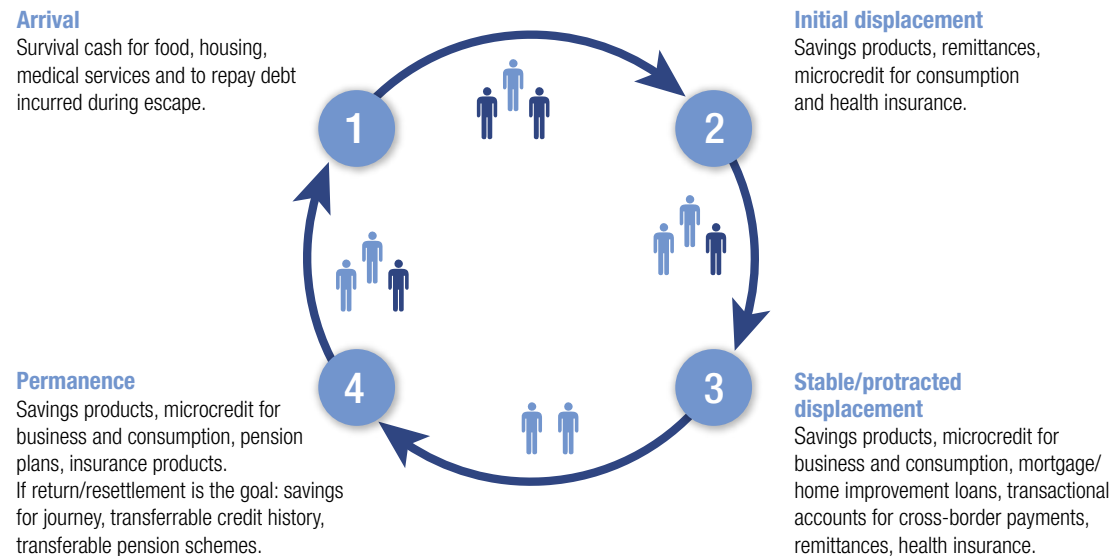 Arrival
Survival cash for food, housing,
medical services and to repay debt
incurred during escape.
1
2
Initial displacement
Savings products, remittances,
microcredit for consumption
and health insurance.
Permanence
Savings products, microcredit for
business and consumption, pension
plans, insurance products.
If return/resettlement is the goal: savings
for journey, transferrable credit history,
transferable pension schemes.
4
3
Stable/protracted
displacement
Savings products, microcredit for
business and consumption, mortgage/
home improvement loans, transactional
accounts for cross-border payments,
remittances, health insurance.